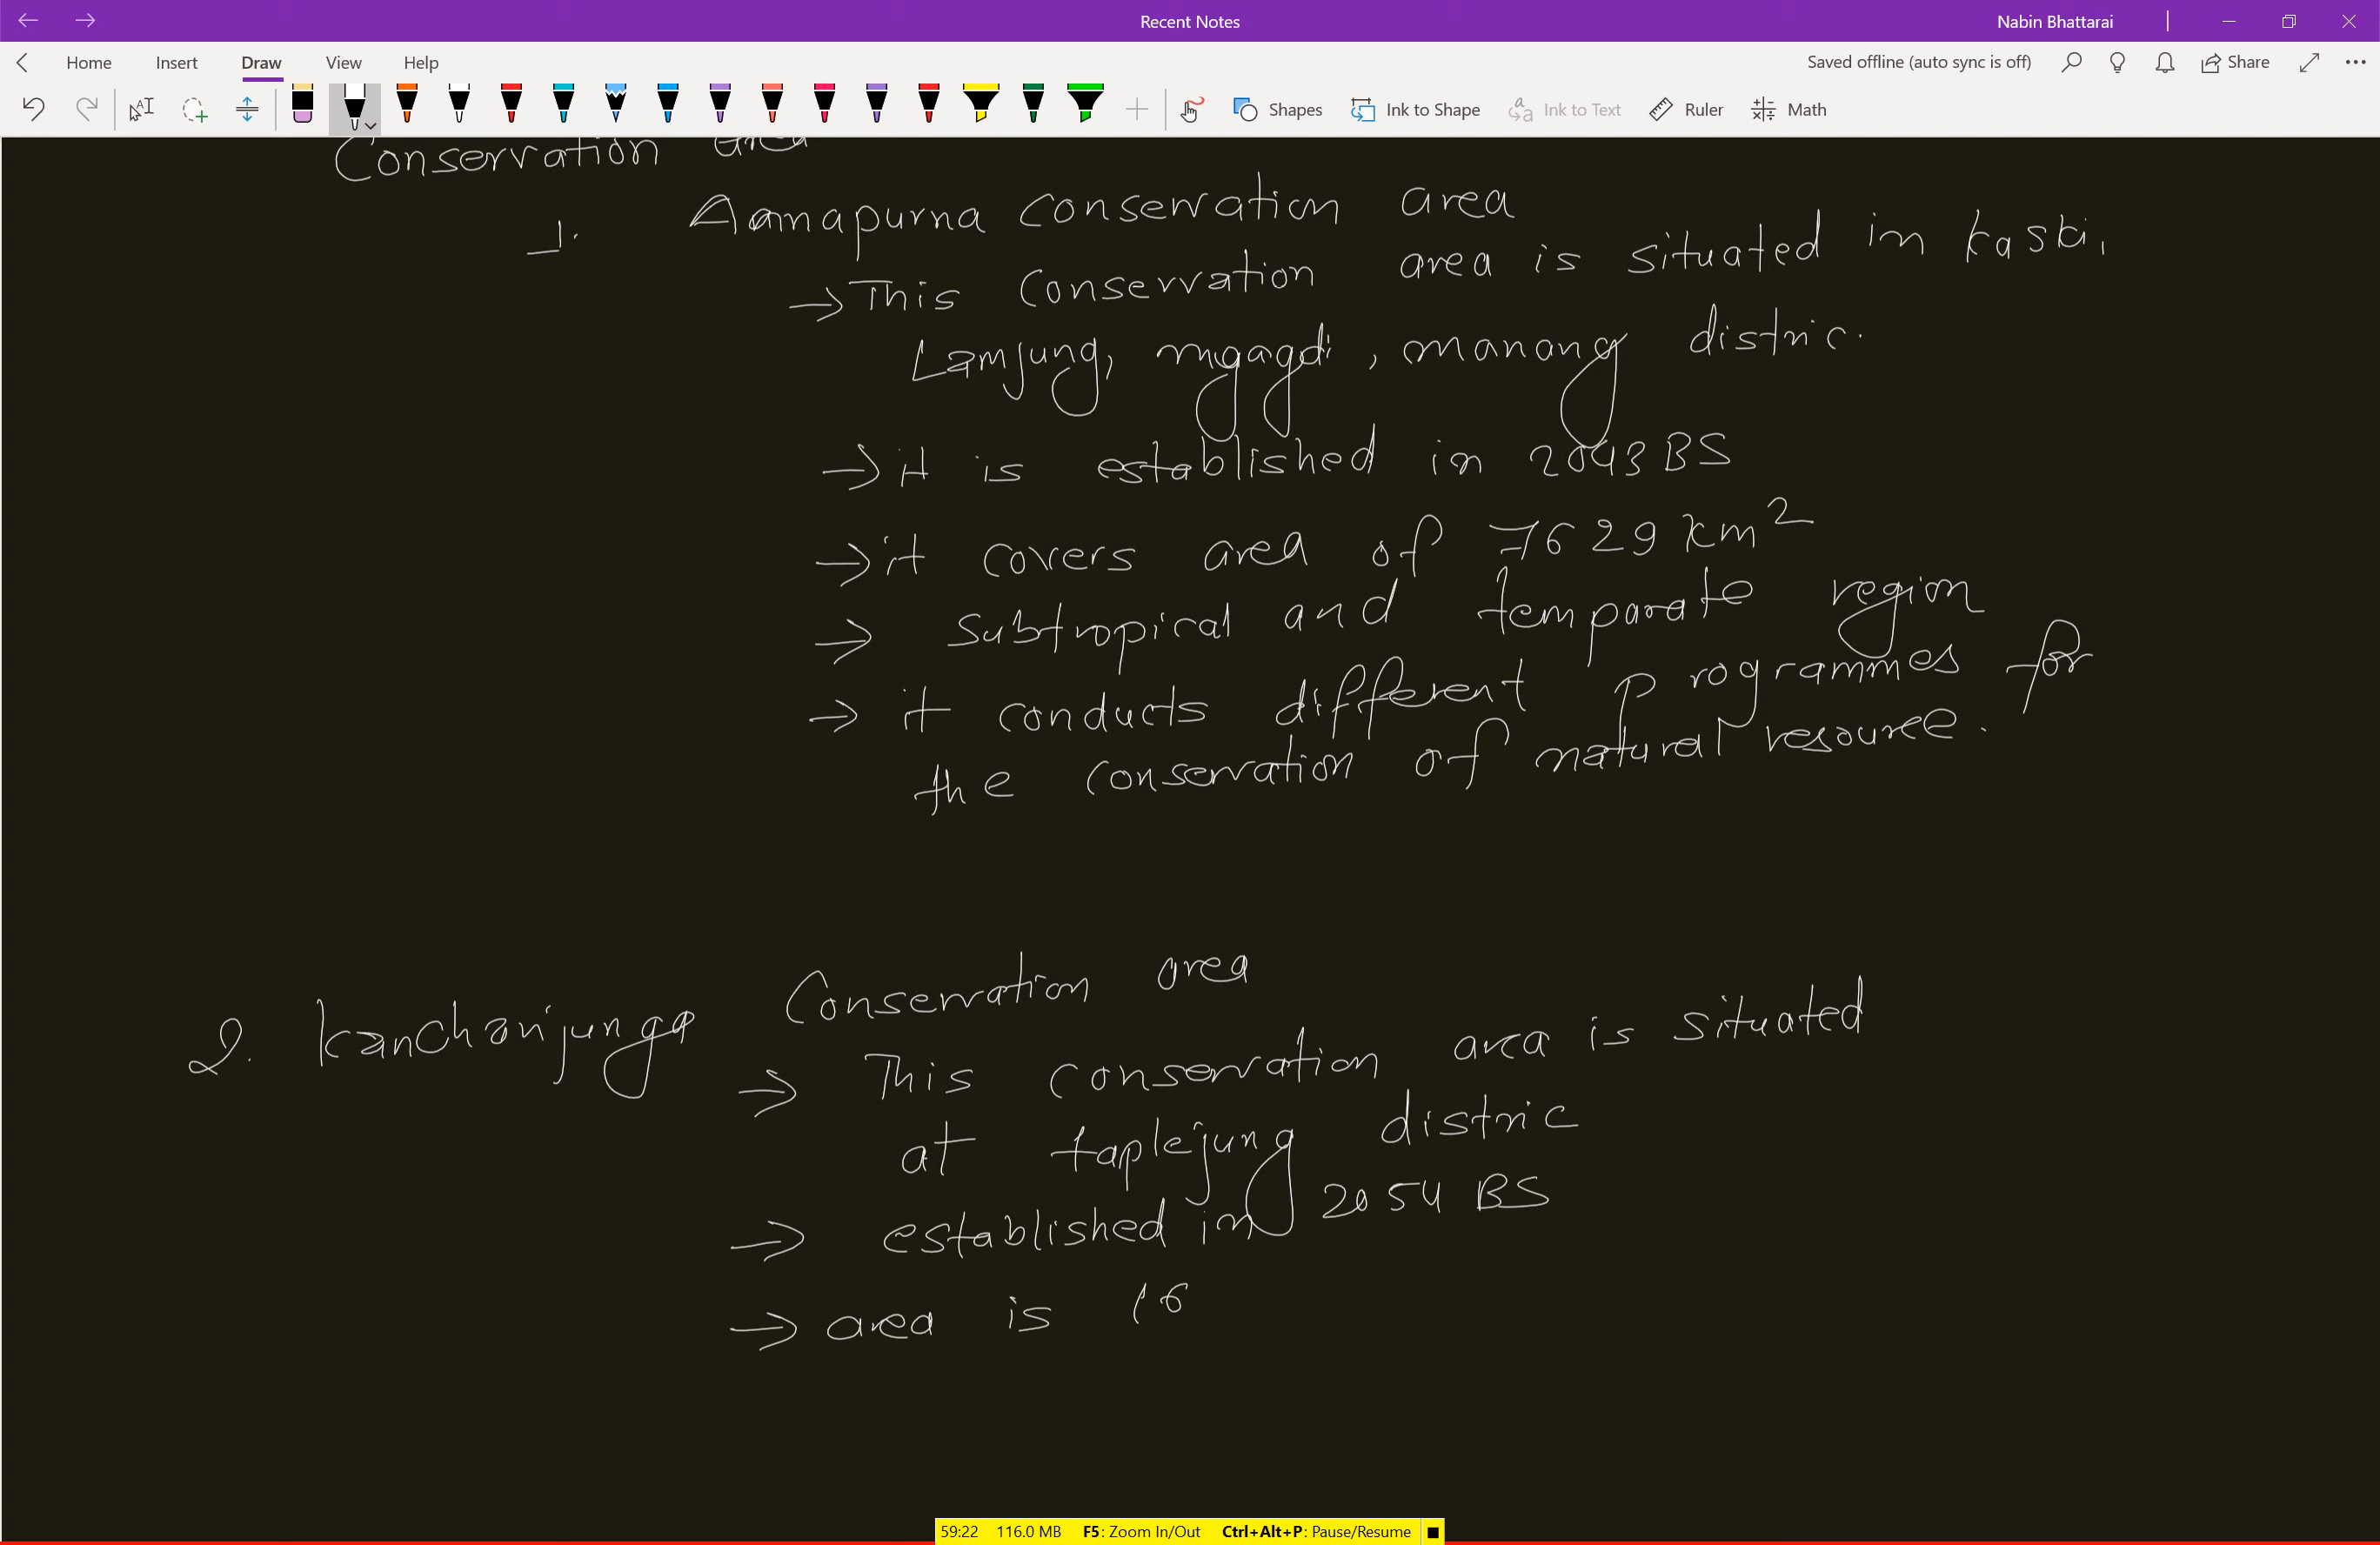 Recent Notes
Nabin Bhattarai
Home Insert Draw View Help
Saved offline (auto sync is off)
Share
Shapes Ink to Shape Ink to Text Ruler Math
Conservation area
1. Annapurna conservation area
→ This conservation area is situated in kaski,
Lamjung, mgagdi, manang distric.
→ it is established in 2043 BS
→ it covers area of 7629 km²
→ subtropical and temparate region
→ it conducts different programmes for
the conservation of natural resource.
2. kanchanjunga Conservation area
→ This conservation area is situated
at taplejung distric
→ established in 2054 BS
→ area is 16
59:22 116.0 MB F5: Zoom In/Out Ctrl+Alt+P: Pause/Resume